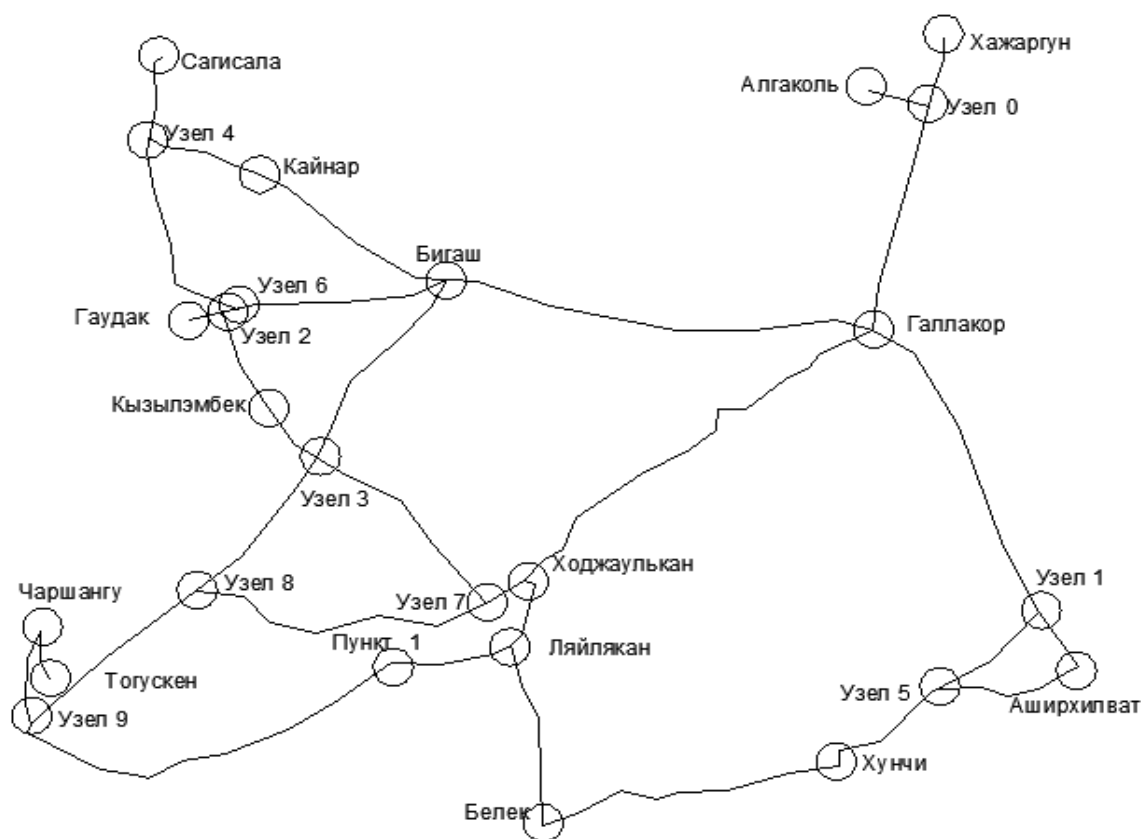 Сагисала
Хажаргун
Алгаколь
Узел 0
Узел 4
Кайнар
Бигаш
Узел 6
Гаудак
Узел 2
Галлакор
Кызылэмбек
Узел 3
Ходжаулькан
Узел 8
Чаршангу
Узел 7
Узел 1
Пункт 1
Ляйлякан
Тогускен
Узел 5
Аширхилват
Узел 9
Хунчи
Белек